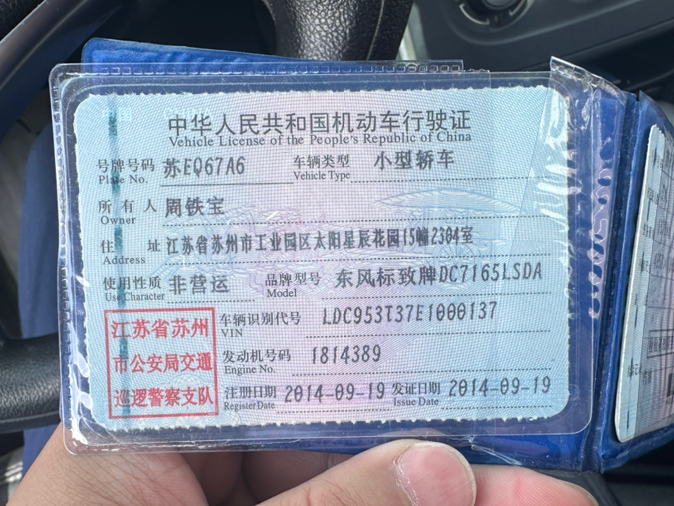 中华人民共和国机动车行驶证
Vehicle License of the People's Republic of China
号牌号码 苏EQ67A6 车辆类型 小型轿车
Plate No. Vehicle Type
所有人 周铁宝
Owner
住址 江苏省苏州市工业园区太阳星辰花园15幢2304室
Address
使用性质 非营运 品牌型号 东风标致牌DC7165LSDA
Use Character Model
江苏省苏州
市公安局交通
巡逻警察支队
车辆识别代号 LDC953T37E1000137
VIN
发动机号码 1814389
Engine No.
注册日期 2014-09-19 发证日期 2014-09-19
Register Date Issue Date